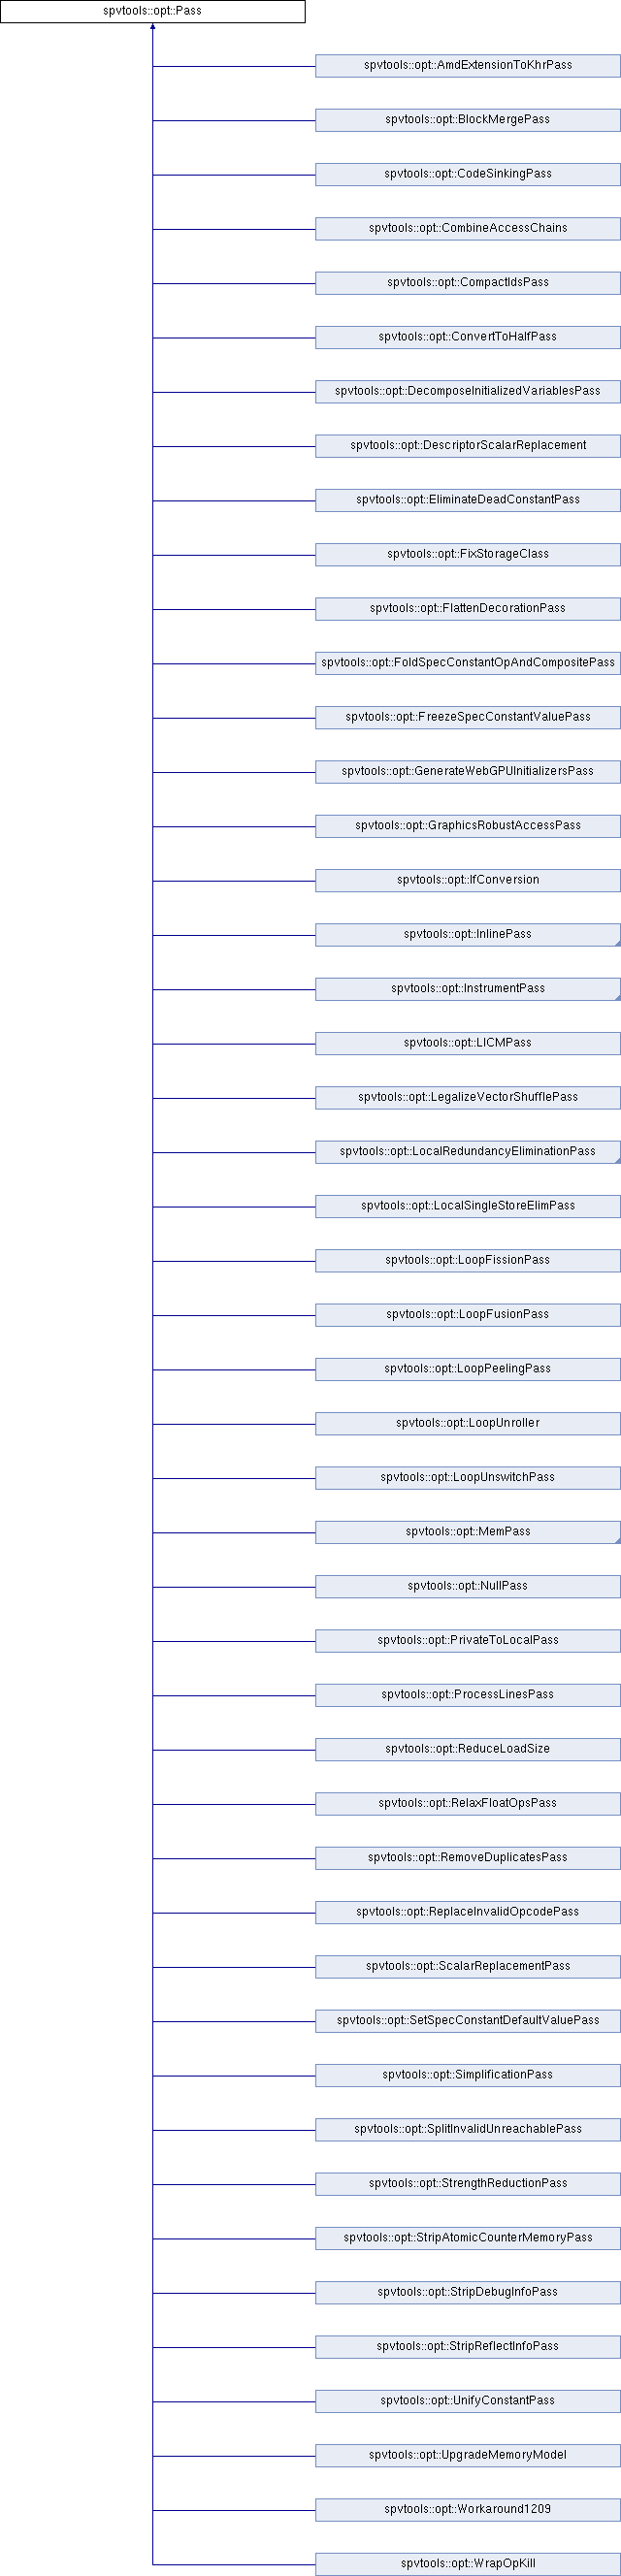 spvtools::opt::Pass
spvtools::opt::AmdExtensionToKhrPass
spvtools::opt::BlockMergePass
spvtools::opt::CodeSinkingPass
spvtools::opt::CombineAccessChains
spvtools::opt::CompactIdsPass
spvtools::opt::ConvertToHalfPass
spvtools::opt::DecomposeInitializedVariablesPass
spvtools::opt::DescriptorScalarReplacement
spvtools::opt::EliminateDeadConstantPass
spvtools::opt::FixStorageClass
spvtools::opt::FlattenDecorationPass
spvtools::opt::FoldSpecConstantOpAndCompositePass
spvtools::opt::FreezeSpecConstantValuePass
spvtools::opt::GenerateWebGPUInitializersPass
spvtools::opt::GraphicsRobustAccessPass
spvtools::opt::IfConversion
spvtools::opt::InlinePass
spvtools::opt::InstrumentPass
spvtools::opt::LICMPass
spvtools::opt::LegalizeVectorShufflePass
spvtools::opt::LocalRedundancyEliminationPass
spvtools::opt::LocalSingleStoreElimPass
spvtools::opt::LoopFissionPass
spvtools::opt::LoopFusionPass
spvtools::opt::LoopPeelingPass
spvtools::opt::LoopUnroller
spvtools::opt::LoopUnswitchPass
spvtools::opt::MemPass
spvtools::opt::NullPass
spvtools::opt::PrivateToLocalPass
spvtools::opt::ProcessLinesPass
spvtools::opt::ReduceLoadSize
spvtools::opt::RelaxFloatOpsPass
spvtools::opt::RemoveDuplicatesPass
spvtools::opt::ReplaceInvalidOpcodePass
spvtools::opt::ScalarReplacementPass
spvtools::opt::SetSpecConstantDefaultValuePass
spvtools::opt::SimplificationPass
spvtools::opt::SplitInvalidUnreachablePass
spvtools::opt::StrengthReductionPass
spvtools::opt::StripAtomicCounterMemoryPass
spvtools::opt::StripDebugInfoPass
spvtools::opt::StripReflectInfoPass
spvtools::opt::UnifyConstantPass
spvtools::opt::UpgradeMemoryModel
spvtools::opt::Workaround1209
spvtools::opt::WrapOpKill